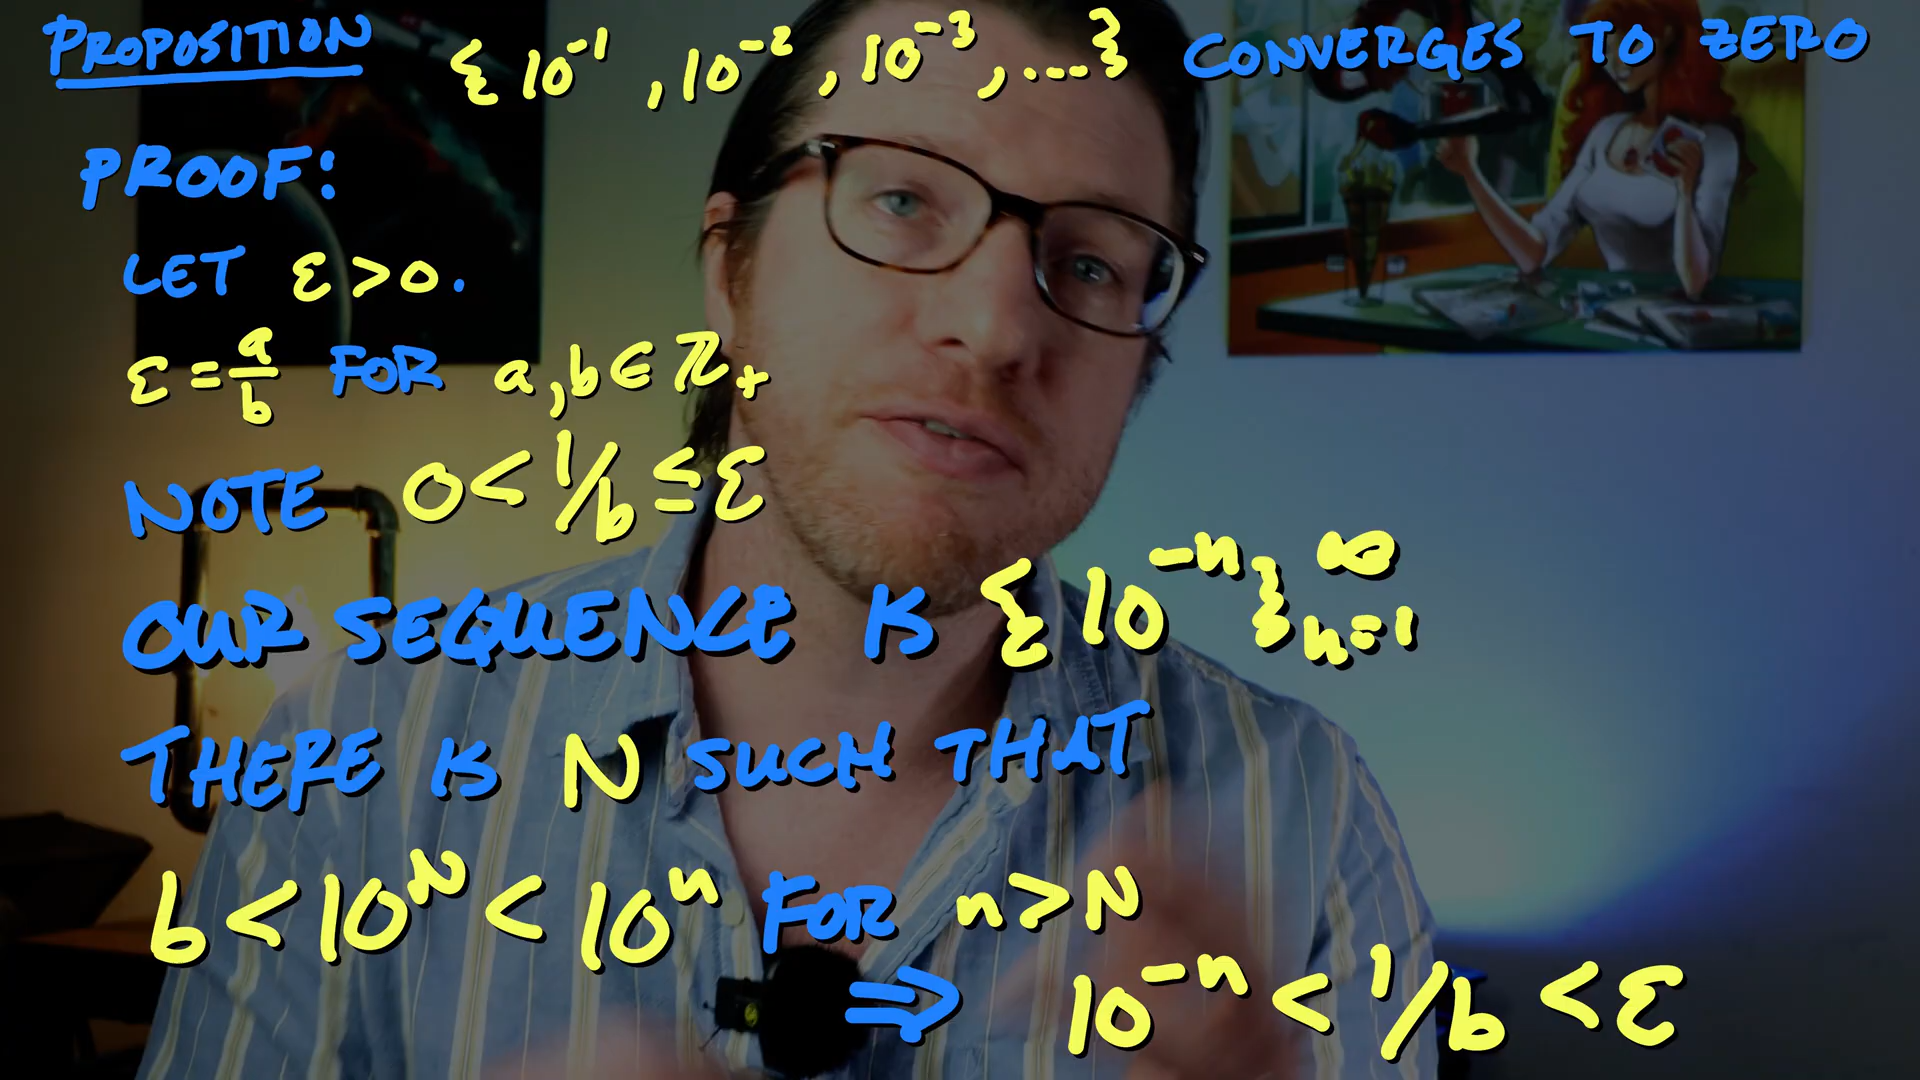 PROPOSITION {10⁻¹, 10⁻², 10⁻³, ...} CONVERGES TO ZERO
PROOF:
LET ε > 0.
ε = a/b FOR a, b ∈ ℤ₊
NOTE 0 < 1/b ≤ ε
OUR SEQUENCE IS {10⁻ⁿ}ₙ₌₁^∞
THERE IS N SUCH THAT
b < 10ᴺ < 10ⁿ FOR n > N
⇒ 10⁻ⁿ < 1/b < ε